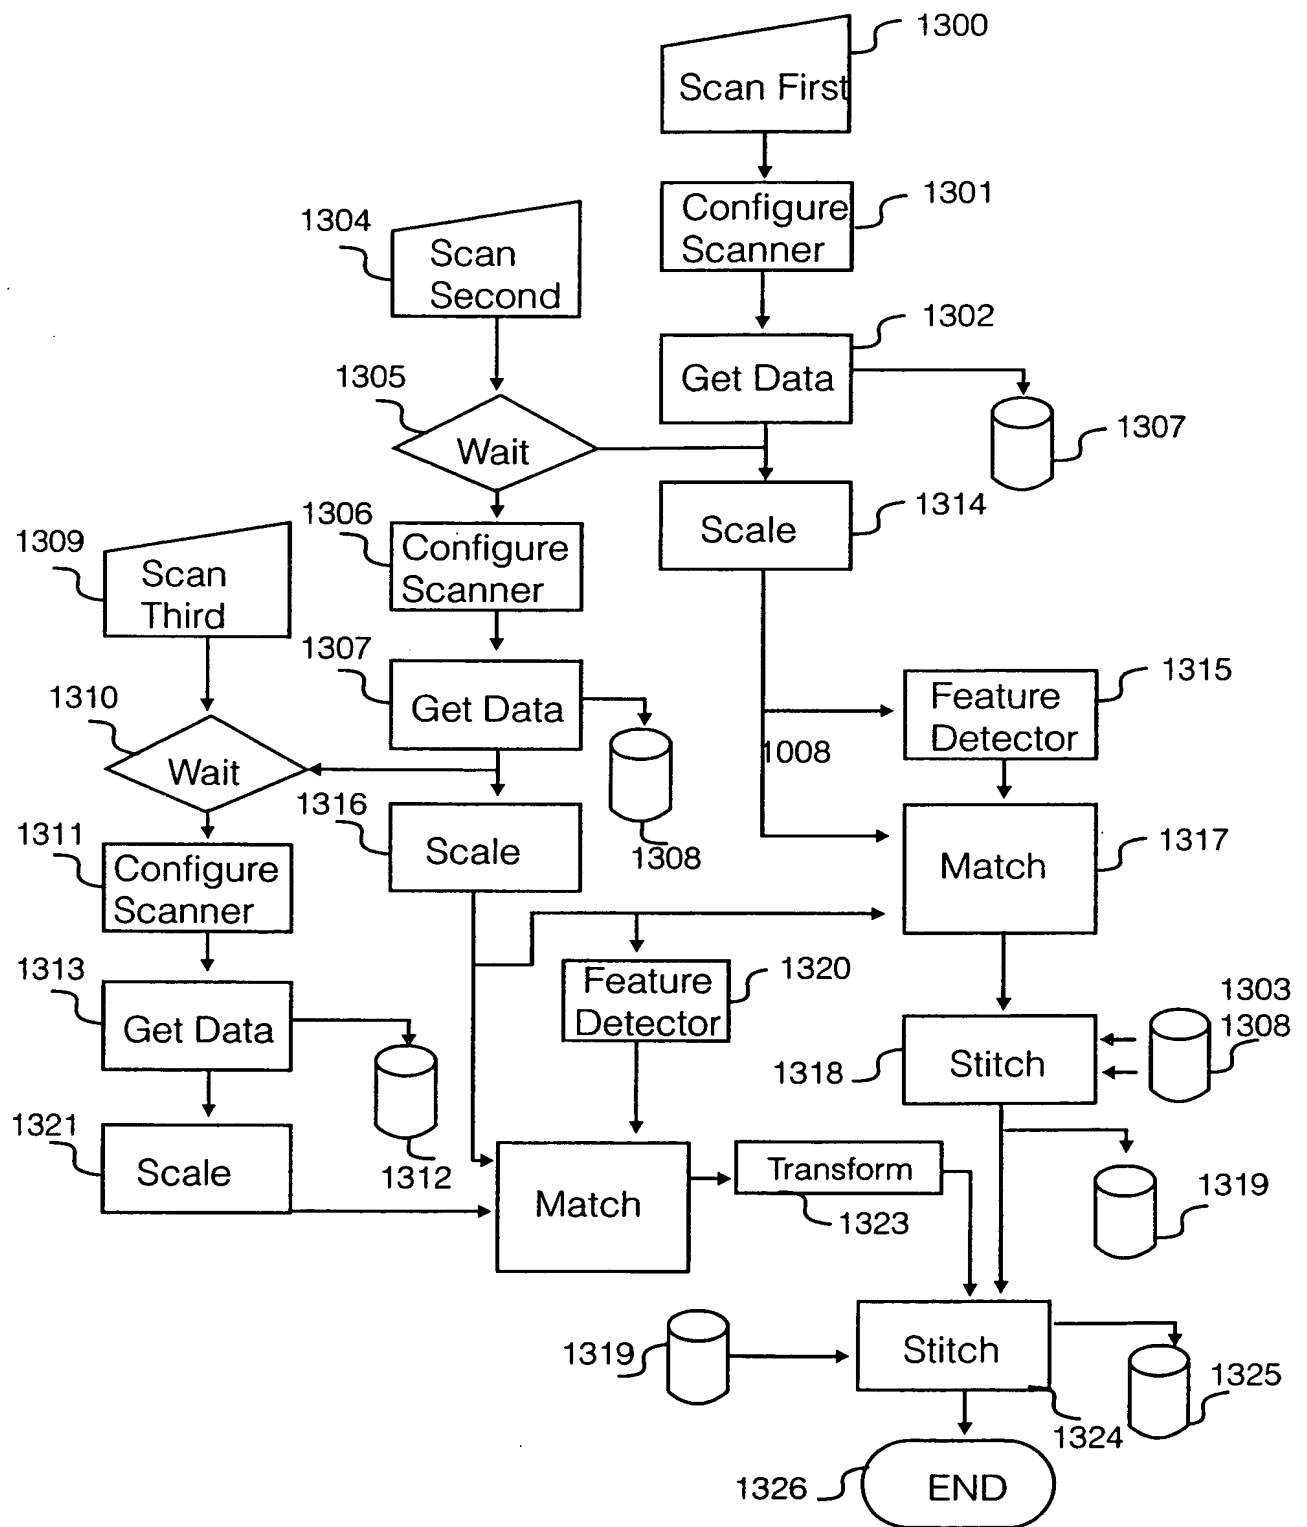 1300
Scan First
1301
Configure
Scanner
1304
Scan
Second
1302
Get Data
1305
Wait
1307
1306
Configure
Scanner
1314
Scale
1309
Scan
Third
1307
Get Data
1315
Feature
Detector
1310
Wait
1008
1316
Scale
1308
1311
Configure
Scanner
1317
Match
1313
Get Data
1320
Feature
Detector
1303
1308
1318
Stitch
1321
Scale
1312
Match
Transform
1323
1319
1319
Stitch
1325
1324
1326
END